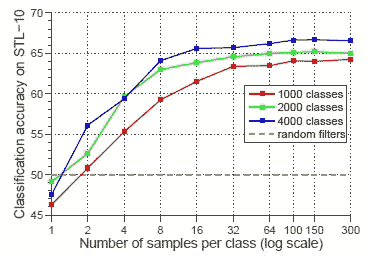 Classification accuracy on STL−10
70
65
60
55
50
45
1000 classes
2000 classes
4000 classes
random filters
1 2 4 8 16 32 64 100 150 300
Number of samples per class (log scale)